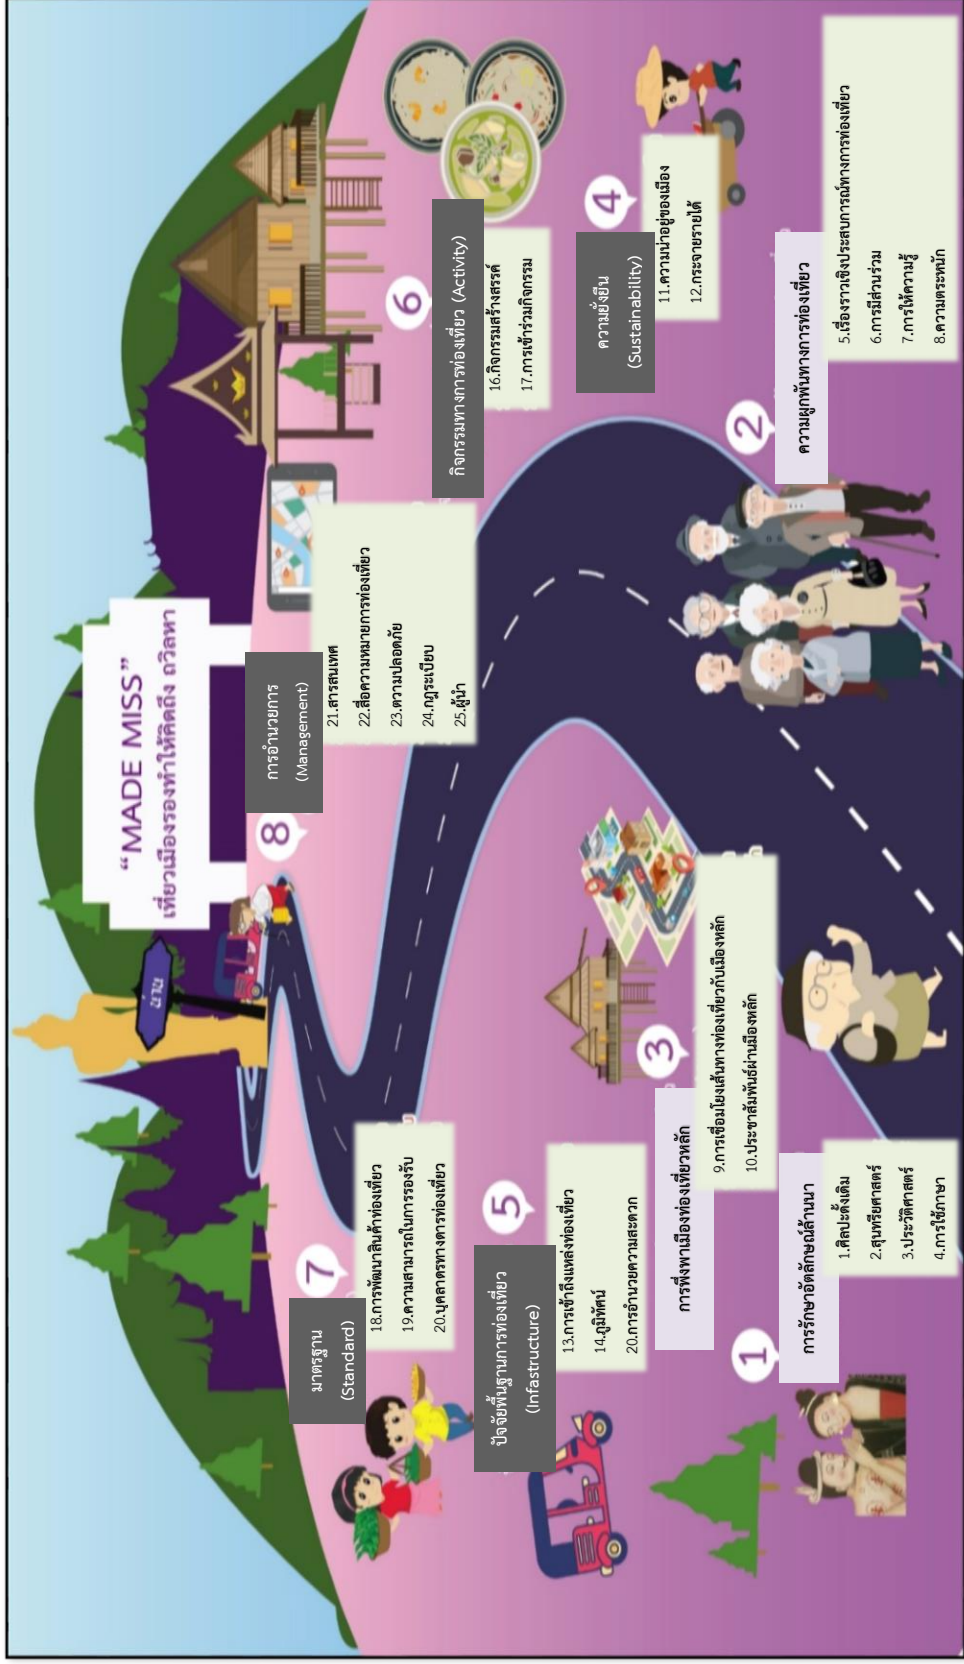 “MADE MISS”
เที่ยวเมืองรองทำให้คิดถึง ถวิลหา
น่าน
8
การอำนวยการ
(Management)
21.สารสนเทศ
22.สื่อความหมายการท่องเที่ยว
23.ความปลอดภัย
24.กฎระเบียบ
25.ผู้นำ
6
กิจกรรมทางการท่องเที่ยว (Activity)
16.กิจกรรมสร้างสรรค์
17.การเข้าร่วมกิจกรรม
7
มาตรฐาน
(Standard)
18.การพัฒนาสินค้าท่องเที่ยว
19.ความสามารถในการรองรับ
20.บุคลาครทางดารท่องเที่ยว
5
ปัจจัยพื้นฐานการท่องเที่ยว
(Infastructure)
13.การเข้าถึงแหล่งท่องเที่ยว
14.ภูมิทัศน์
20.การอำนวยความสะดวก
4
ความยั่งยืน
(Sustainability)
11.ความน่าอยู่ของเมือง
12.กระจายรายได้
3
การพึ่งพาเมืองท่องเที่ยวหลัก
9.การเชื่อมโยงเส้นทางท่องเที่ยวกับเมืองหลัก
10.ประชาสัมพันธ์ผ่านมืองหลัก
2
ความผูกพันทางการท่องเที่ยว
5.เรื่องราวเชิงประสบการณ์ทางการท่องเที่ยว
6.การมีส่วนร่วม
7.การให้ความรู้
8.ความตระหนัก
1
การรักษาอัตลักษณ์ล้านนา
1.ศิลปะดั้งเดิม
2.สุนทรียศาสตร์
3.ประวัติศาสตร์
4.การใช้ภาษา